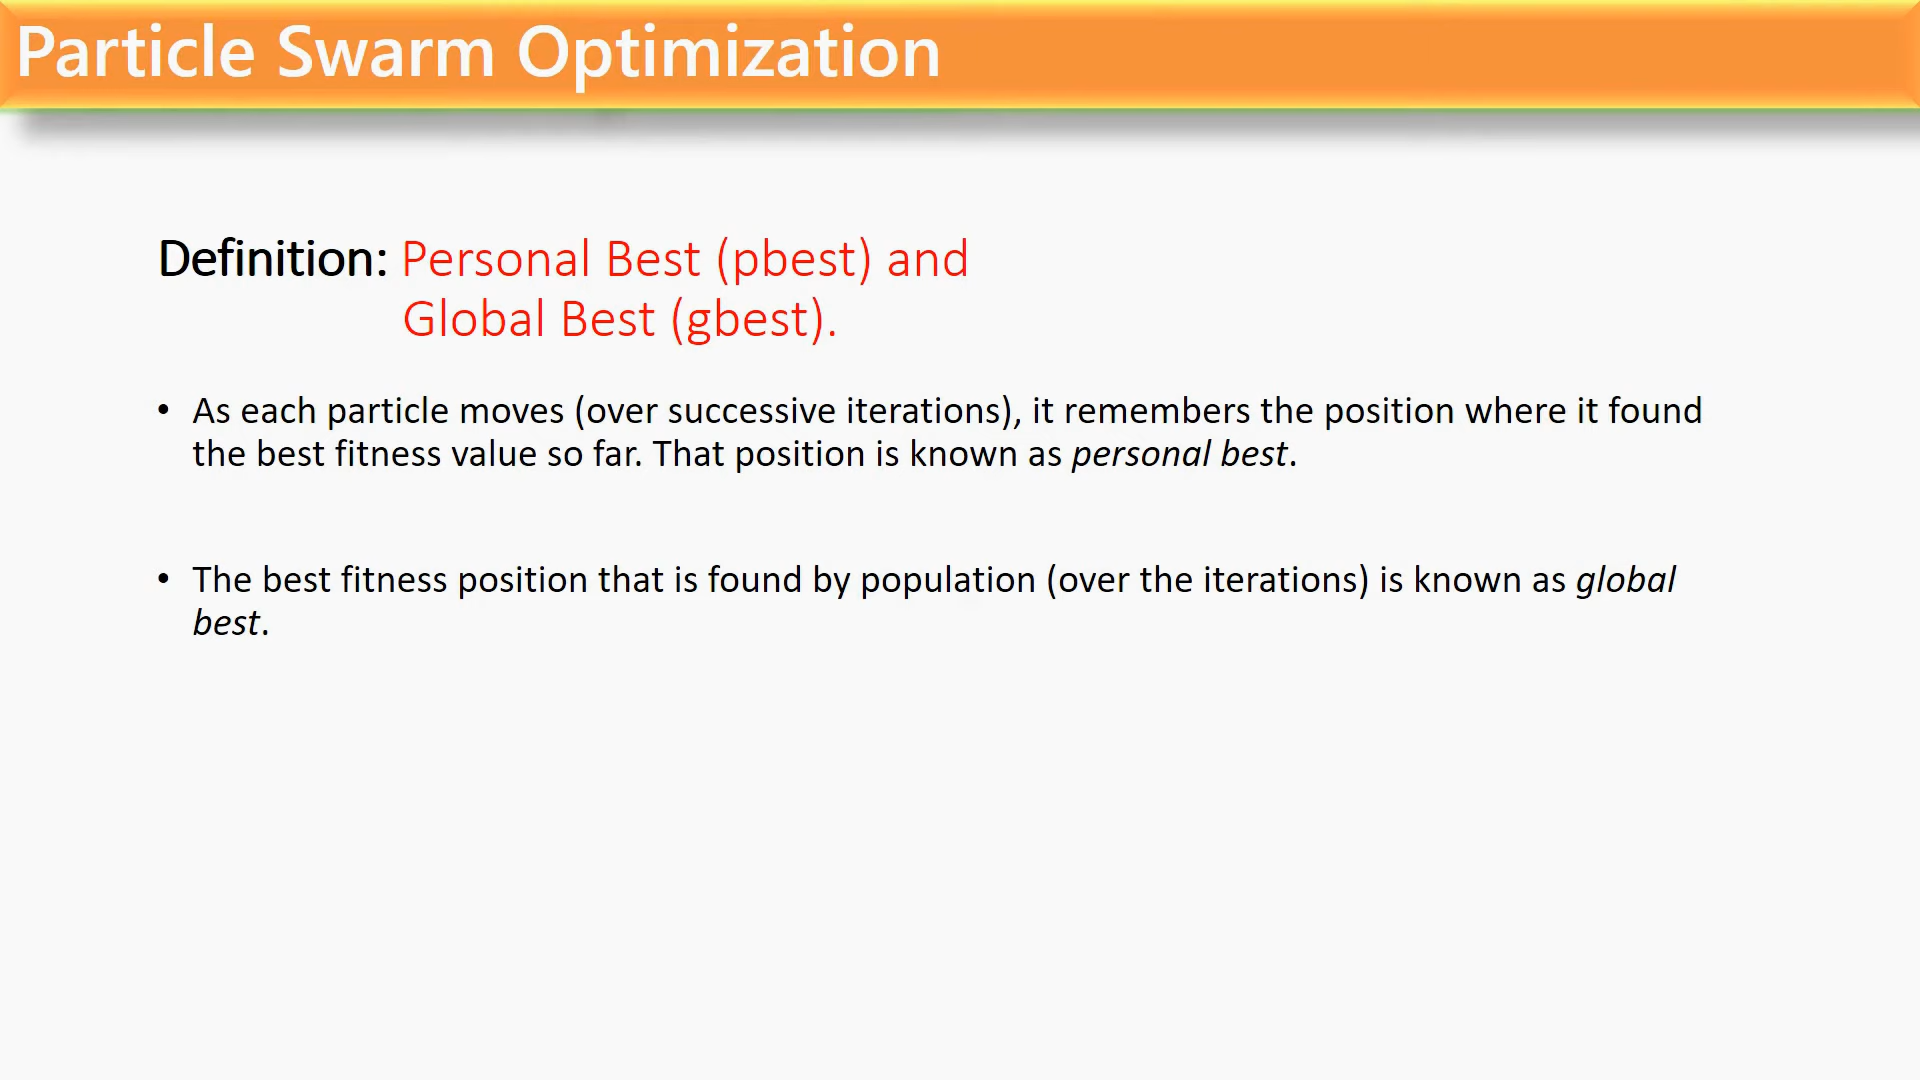 Particle Swarm Optimization
Definition: Personal Best (pbest) and
Global Best (gbest).
• As each particle moves (over successive iterations), it remembers the position where it found
the best fitness value so far. That position is known as personal best.
• The best fitness position that is found by population (over the iterations) is known as global
best.